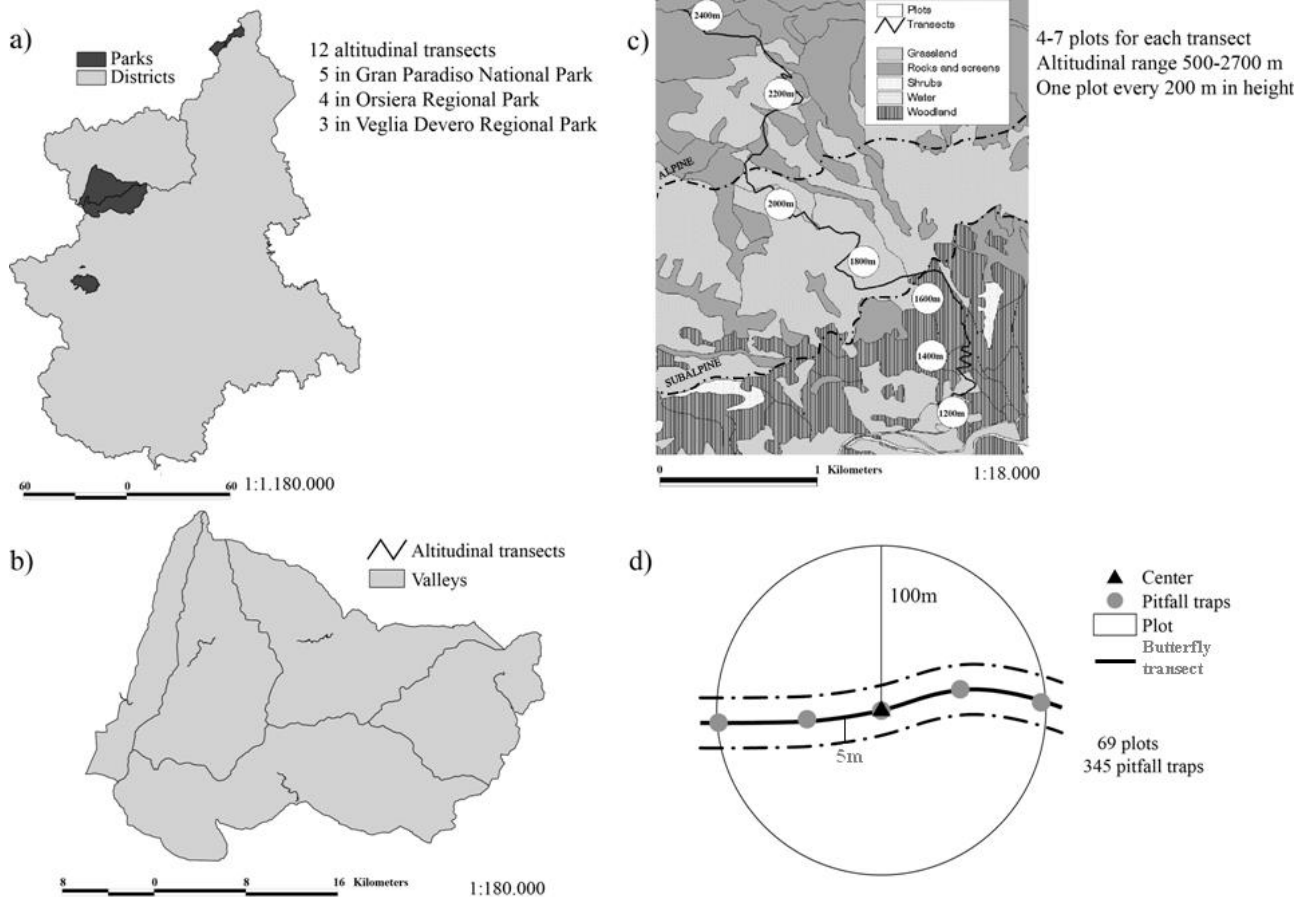 a)
Parks
Districts
12 altitudinal transects
5 in Gran Paradiso National Park
4 in Orsiera Regional Park
3 in Veglia Devero Regional Park
60 0 60
1:1.180.000
b)
Altitudinal transects
Valleys
8 0 8 16 Kilometers
1:180.000
c)
Plots
Transects
Grassland
Rocks and screens
Shrubs
Water
Woodland
2400m
2200m
ALPINE
2000m
1800m
1600m
1400m
SUBALPINE
1200m
0 1 Kilometers
1:18.000
4-7 plots for each transect
Altitudinal range 500-2700 m
One plot every 200 m in height
d)
100m
5m
Center
Pitfall traps
Plot
Butterfly
transect
69 plots
345 pitfall traps